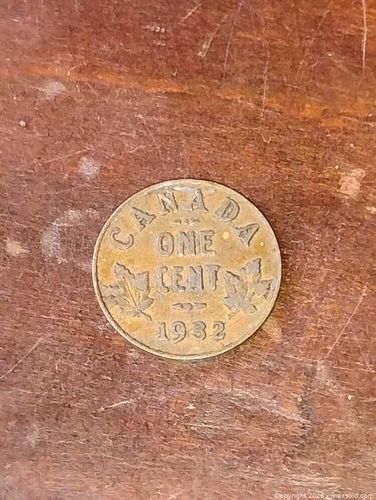 CANADA
ONE
CENT
1932
Copyright 2026 - maxsold.com